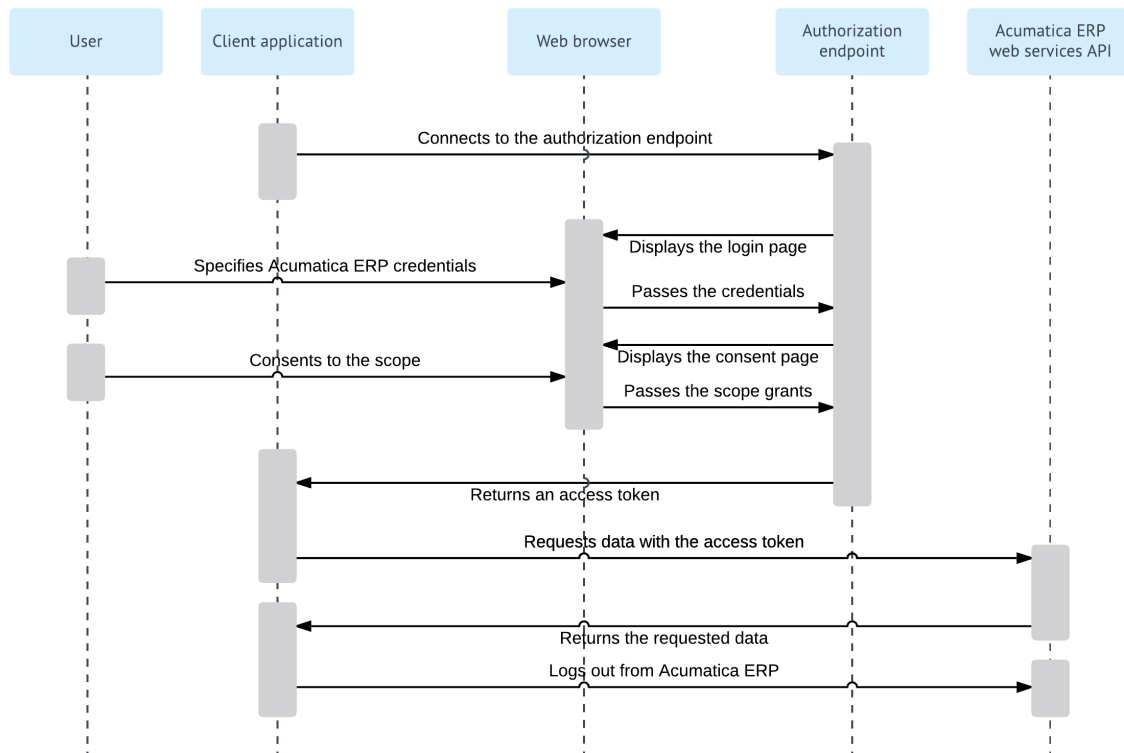 User
Client application
Web browser
Authorization
endpoint
Acumatica ERP
web services API
Connects to the authorization endpoint
Displays the login page
Specifies Acumatica ERP credentials
Passes the credentials
Displays the consent page
Consents to the scope
Passes the scope grants
Returns an access token
Requests data with the access token
Returns the requested data
Logs out from Acumatica ERP